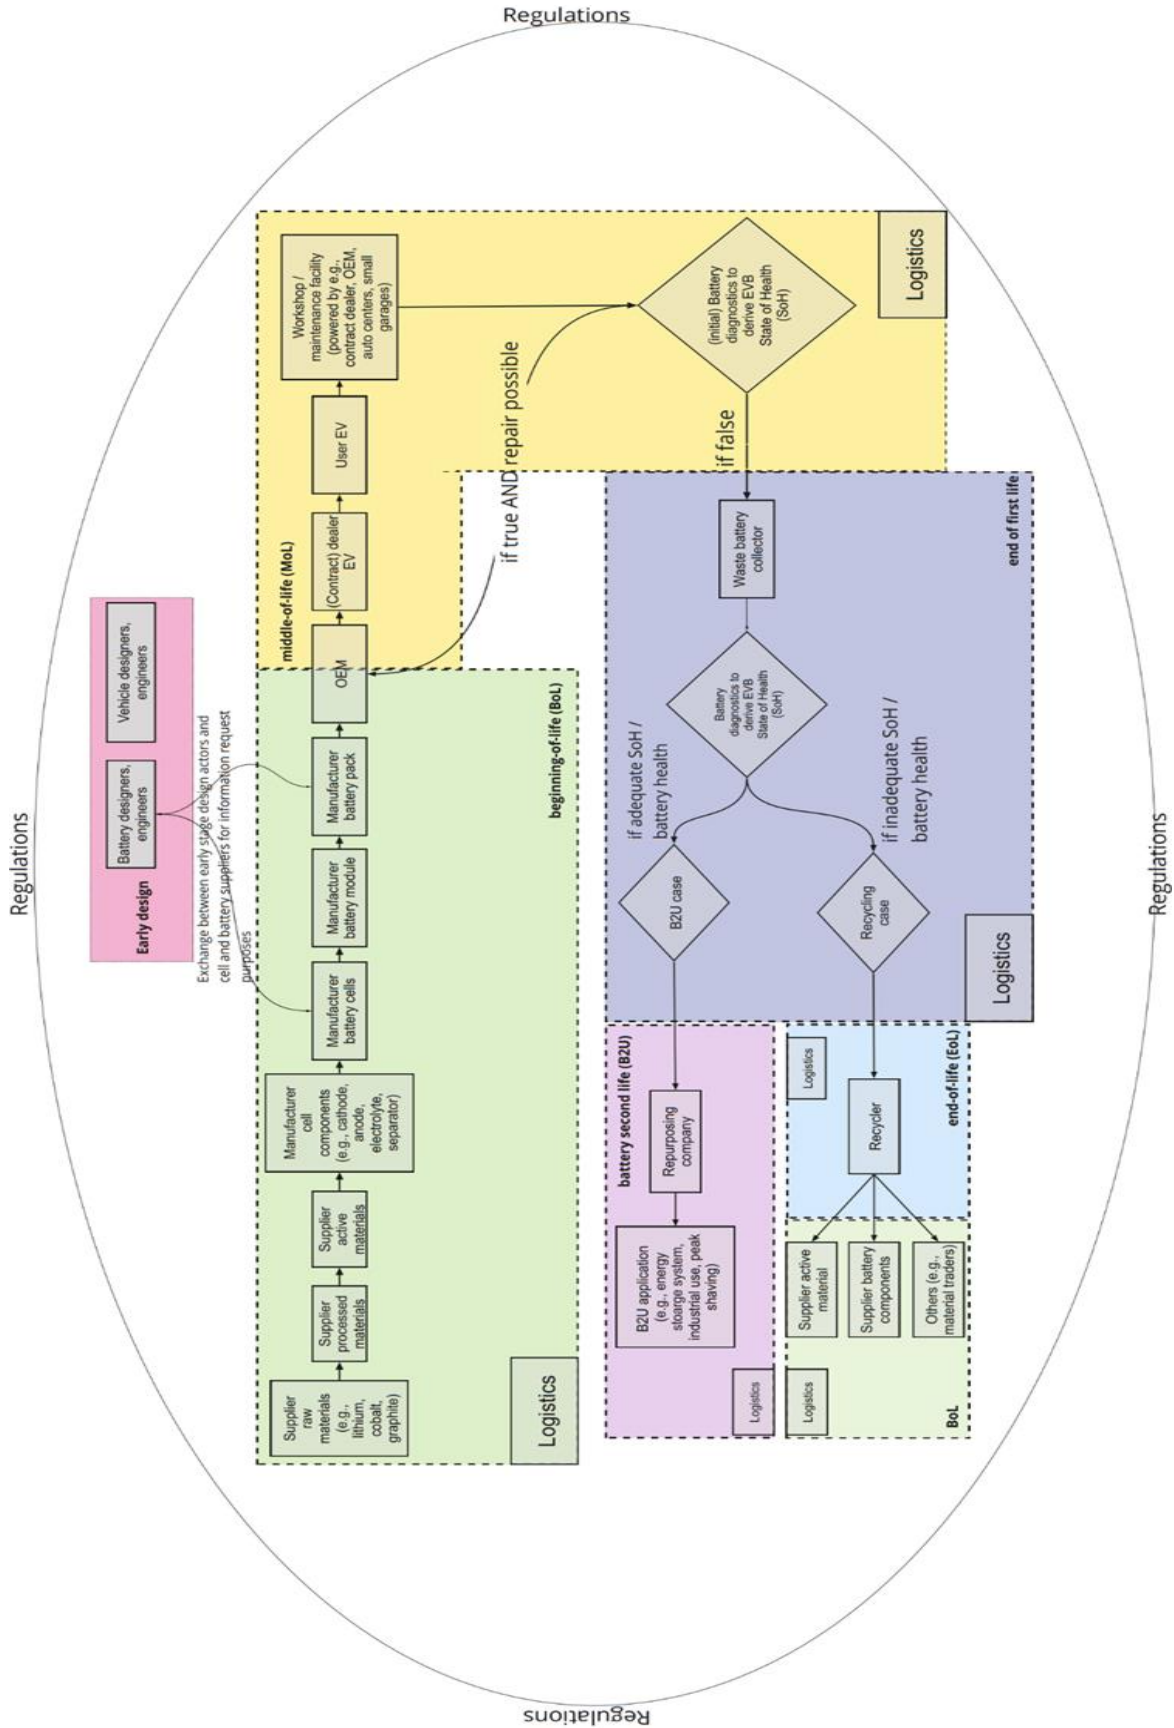 Regulations
Regulations
Regulations
Regulations
Early design
Battery designers,
engineers
Vehicle designers,
engineers
Exchange between early stage design actors and
cell and battery suppliers for information request
purposes
Supplier
raw
materials
(e.g.,
lithium,
cobalt,
graphite)
Supplier
processed
materials
Supplier
active
materials
Manufacturer
cell
components
(e.g., cathode,
anode,
electrolyte,
separator)
Manufacturer
battery cells
Manufacturer
battery module
Manufacturer
battery pack
Logistics
beginning-of-life (BoL)
middle-of-life (MoL)
OEM
(Contract) dealer
EV
User EV
Workshop /
maintenance facility
(powered by e.g.,
contract dealer, OEM,
auto centers, small
garages)
if true AND repair possible
(initial) Battery
diagnostics to
derive EVB
State of Health
(SoH)
Logistics
if false
Waste battery
collector
Battery
diagnostics to
derive EVB
State of Health
(SoH)
if adequate SoH /
battery health
if inadequate SoH /
battery health
B2U case
Recycling
case
Logistics
end of first life
battery second life (B2U)
Repurposing
company
B2U application
(e.g., energy
stoarge system,
industrial use, peak
shaving)
Logistics
Logistics
Recycler
end-of-life (EoL)
Supplier active
material
Supplier battery
components
Others (e.g.,
material traders)
Logistics
BoL